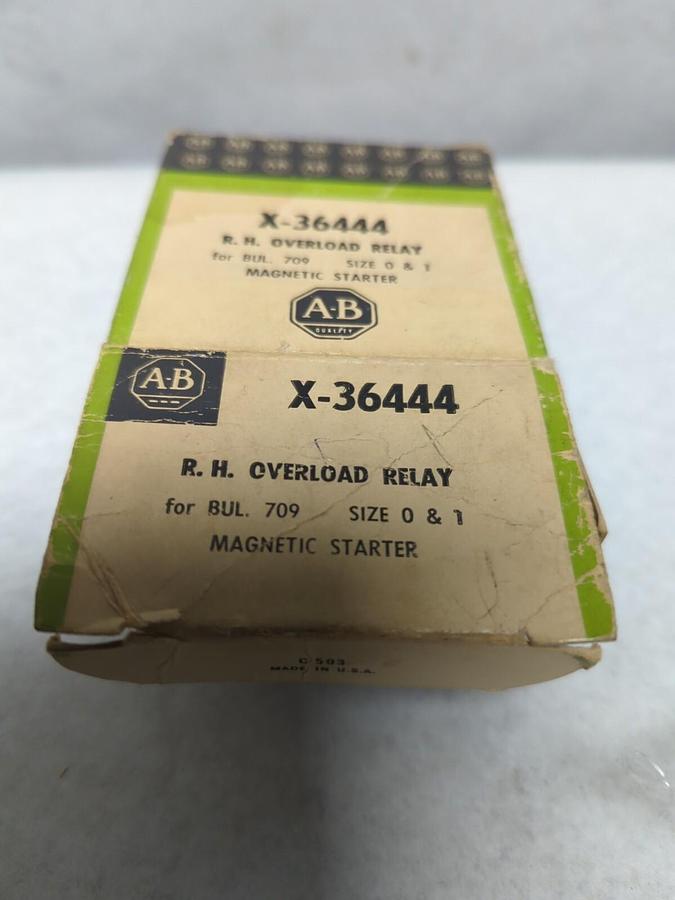 X-36444
R. H. OVERLOAD RELAY
for BUL. 709 SIZE 0 & 1
MAGNETIC STARTER
A-B
QUALITY
A-B
X-36444
R. H. OVERLOAD RELAY
for BUL. 709 SIZE 0 & 1
MAGNETIC STARTER
C-503
MADE IN U.S.A.